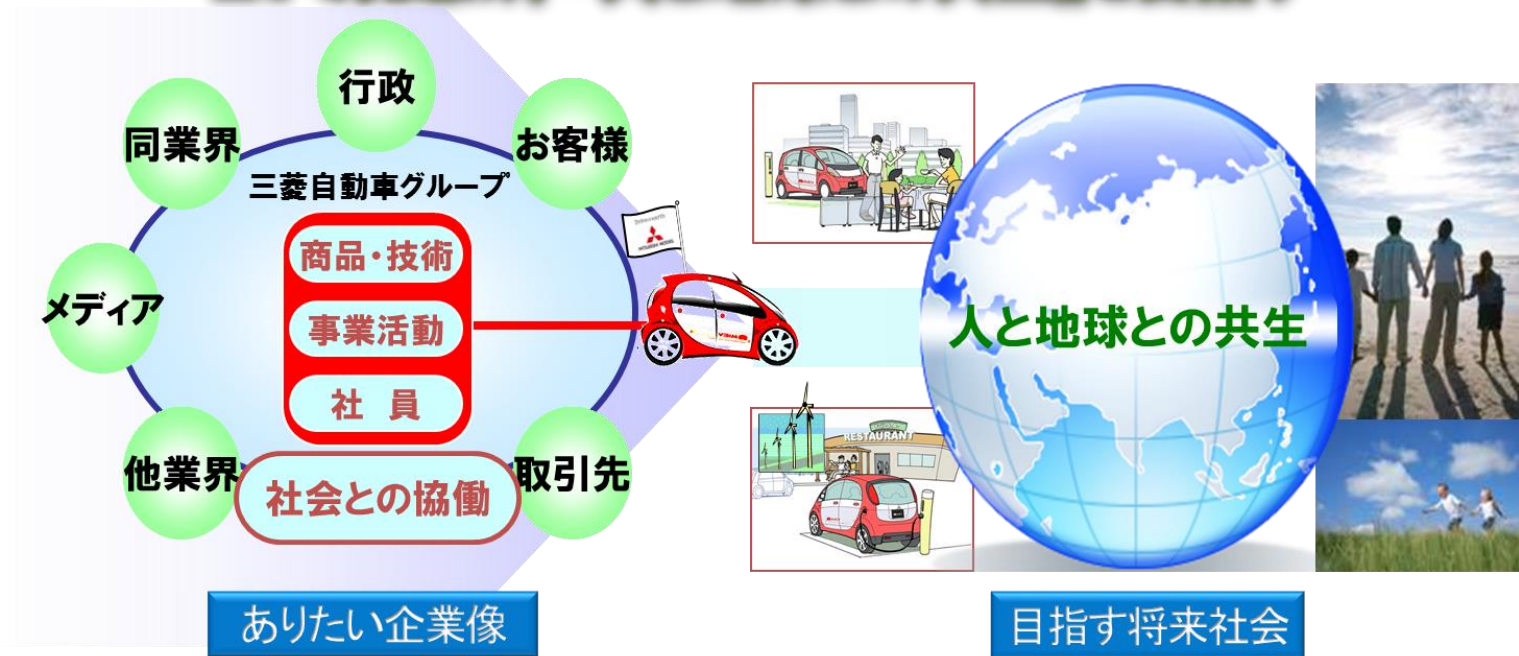 行政
同業界
お客様
三菱自動車グループ
商品・技術
メディア
事業活動
社 員
他業界
取引先
社会との協働
ありたい企業像
RESTAURANT
人と地球との共生
目指す将来社会